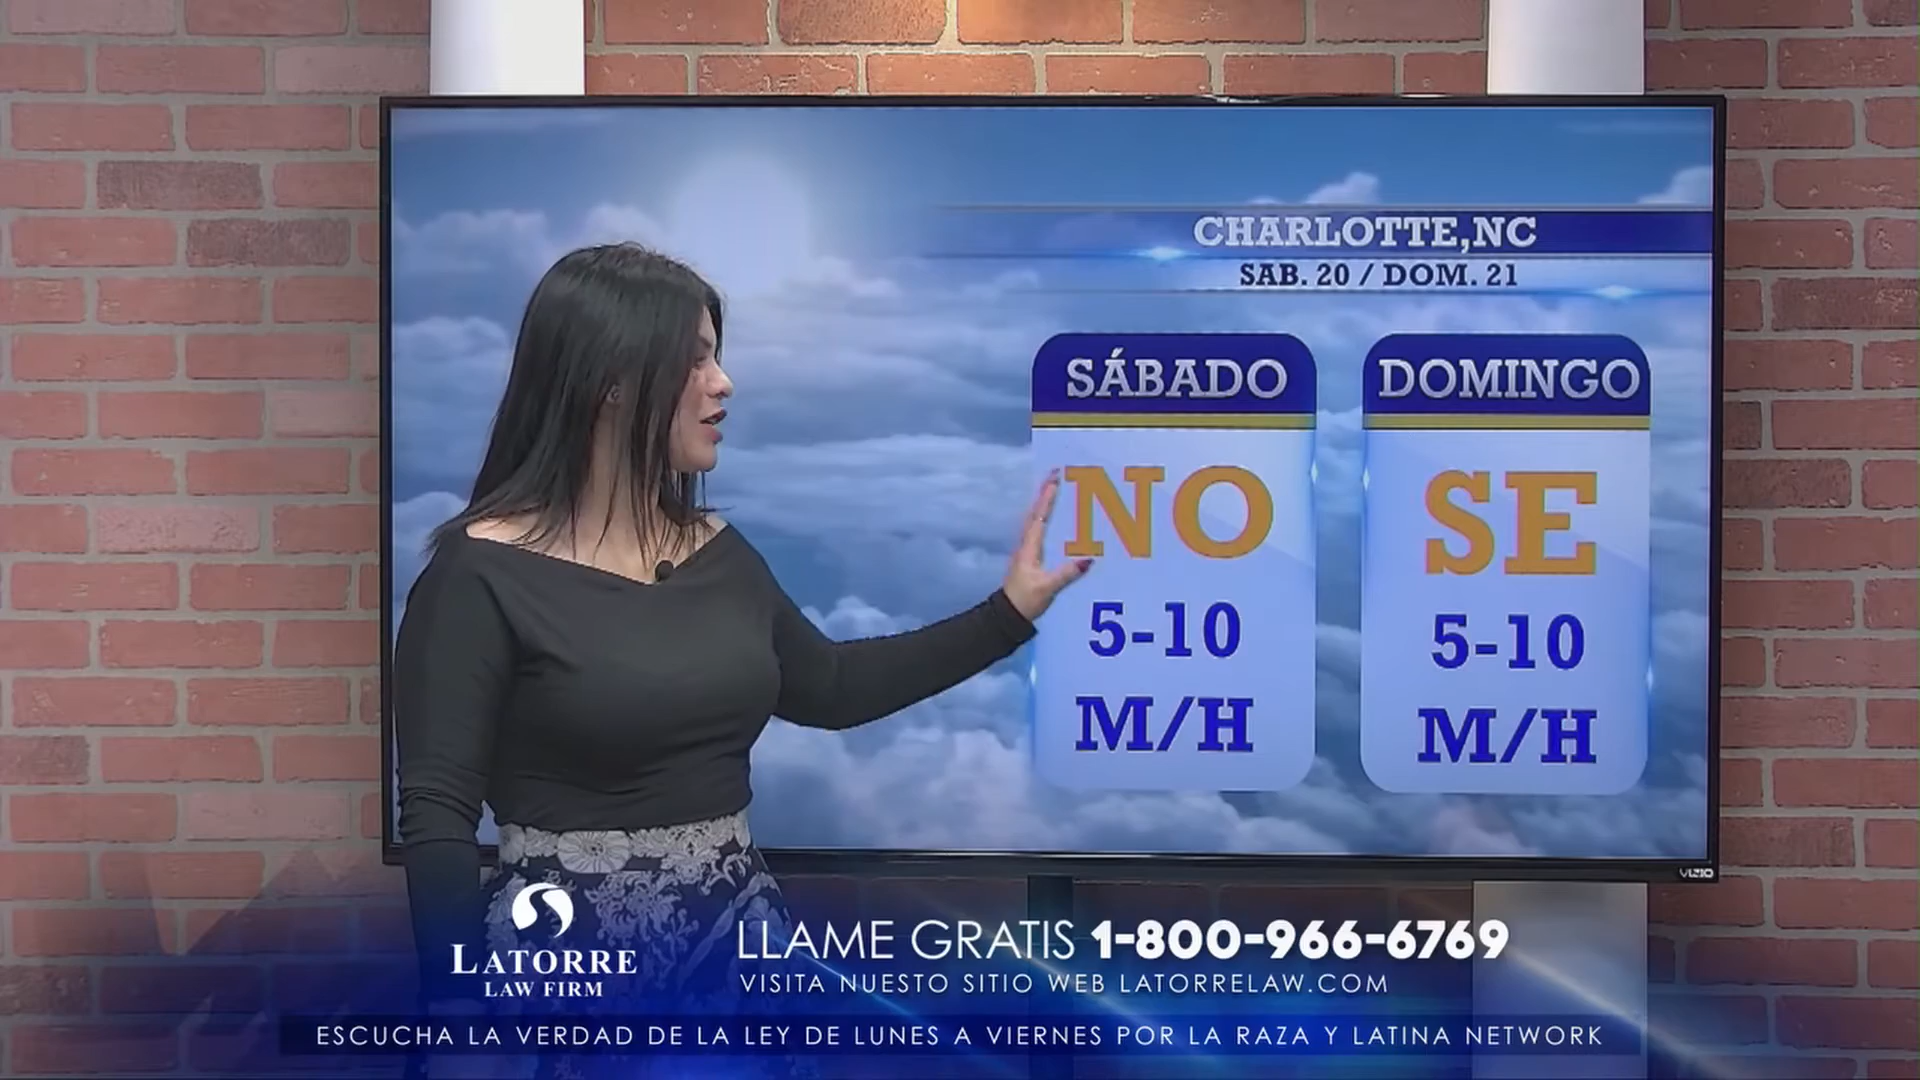 CHARLOTTE,NC
SAB. 20 / DOM. 21
SÁBADO
NO
5-10
M/H
DOMINGO
SE
5-10
M/H
VIZIO
LATORRE
LAW FIRM
LLAME GRATIS 1-800-966-6769
VISITA NUESTO SITIO WEB LATORRELAW.COM
ESCUCHA LA VERDAD DE LA LEY DE LUNES A VIERNES POR LA RAZA Y LATINA NETWORK